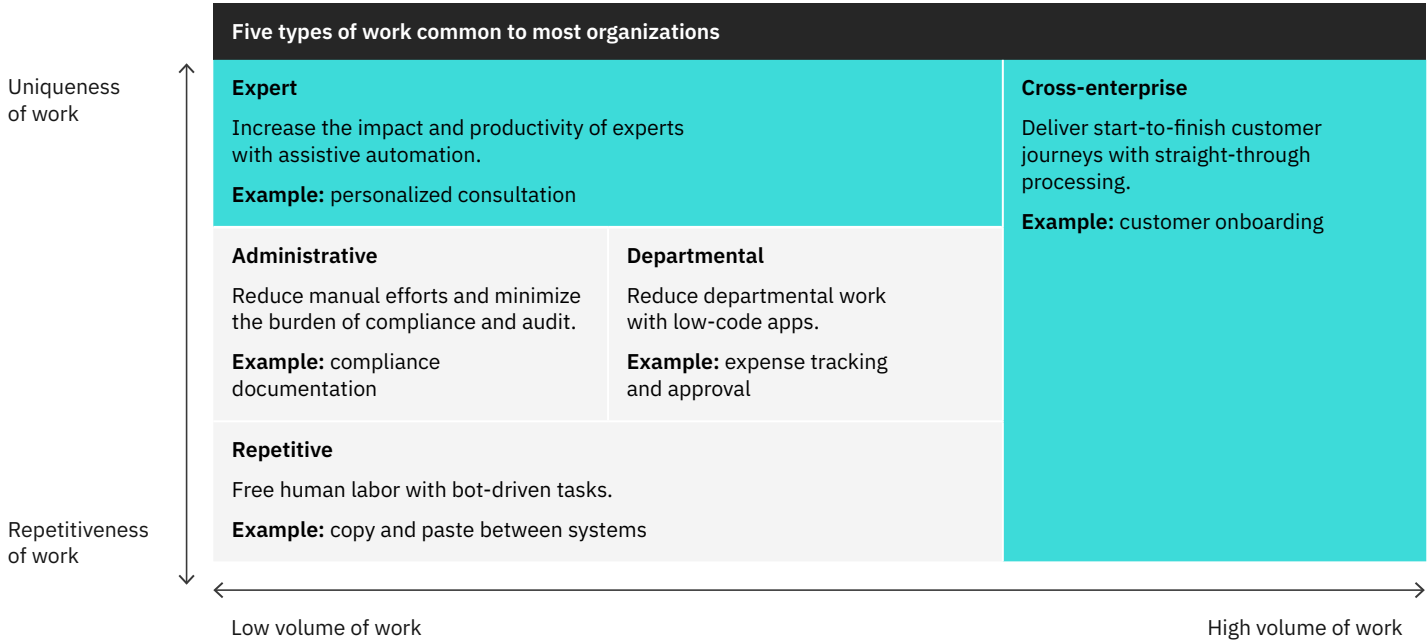 Five types of work common to most organizations
Uniqueness
of work
Expert
Increase the impact and productivity of experts
with assistive automation.
Example: personalized consultation
Cross-enterprise
Deliver start-to-finish customer
journeys with straight-through
processing.
Example: customer onboarding
Administrative
Reduce manual efforts and minimize
the burden of compliance and audit.
Example: compliance
documentation
Departmental
Reduce departmental work
with low-code apps.
Example: expense tracking
and approval
Repetitive
Free human labor with bot-driven tasks.
Example: copy and paste between systems
Repetitiveness
of work
Low volume of work
High volume of work